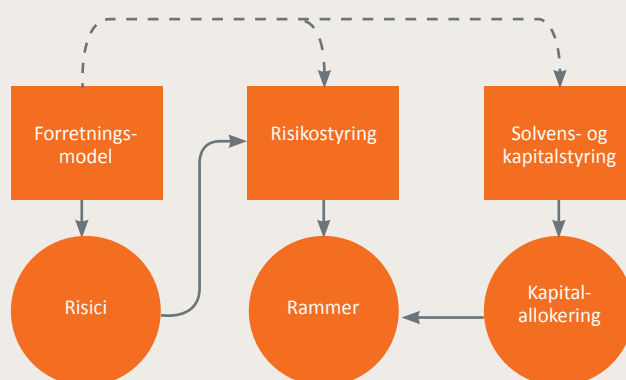 Forretnings-
model
Risikostyring
Solvens- og
kapitalstyring
Risici
Rammer
Kapital-
allokering